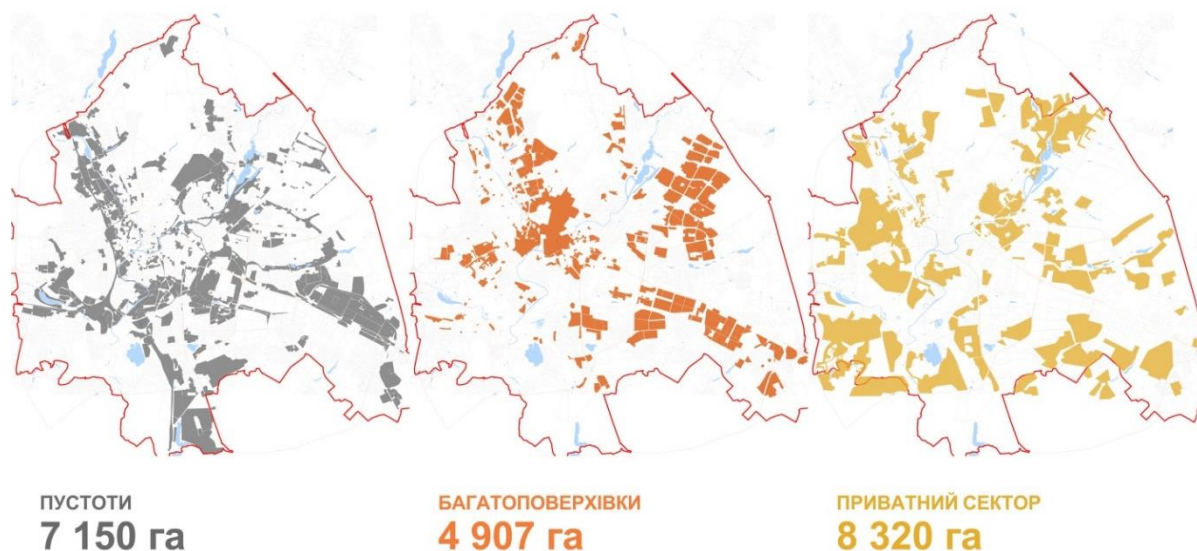 ПУСТОТИ
7 150 га
БАГАТОПОВЕРХІВКИ
4 907 га
ПРИВАТНИЙ СЕКТОР
8 320 га